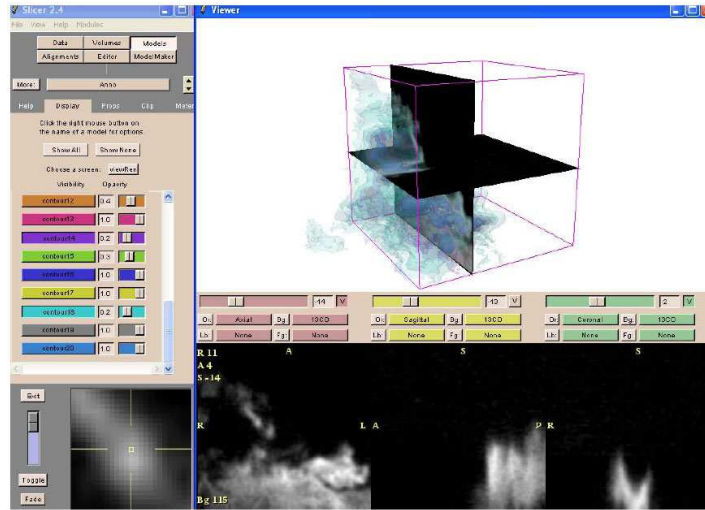 Slicer 2.4
File View Help Modules
Data Volumes Models
Alignments Editor ModelMaker
More: Anno
Help Display Props Clip Meter
Click the right mouse button on
the name of a model for options.
Show All Show None
Choose a screen: viewRen
Visibility Opacity
contour12 0.4
contour13 1.0
contour14 0.2
contour15 0.3
contour16 1.0
contour17 1.0
contour18 0.2
contour19 1.0
contour20 1.0
Exit
Toggle
Fade
Viewer
-44 V
Or: Axial Bg: 13CO
Lb: None Fg: None
V
Or: Sagittal Bg: 13CO
Lb: None Fg: None
2 V
Or: Coronal Bg: 13CO
Lb: None Fg: None
R 11 A S S
A 4
S -14
R L A P R
Bg 115